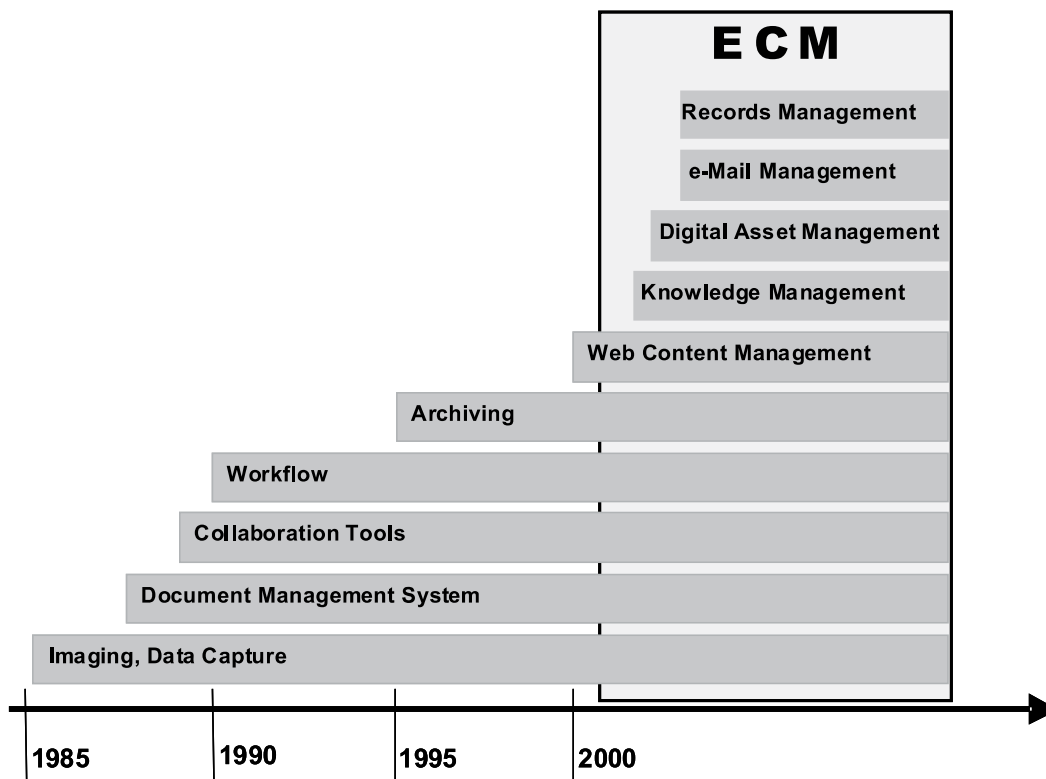 ECM
Records Management
e-Mail Management
Digital Asset Management
Knowledge Management
Web Content Management
Archiving
Workflow
Collaboration Tools
Document Management System
Imaging, Data Capture
1985
1990
1995
2000